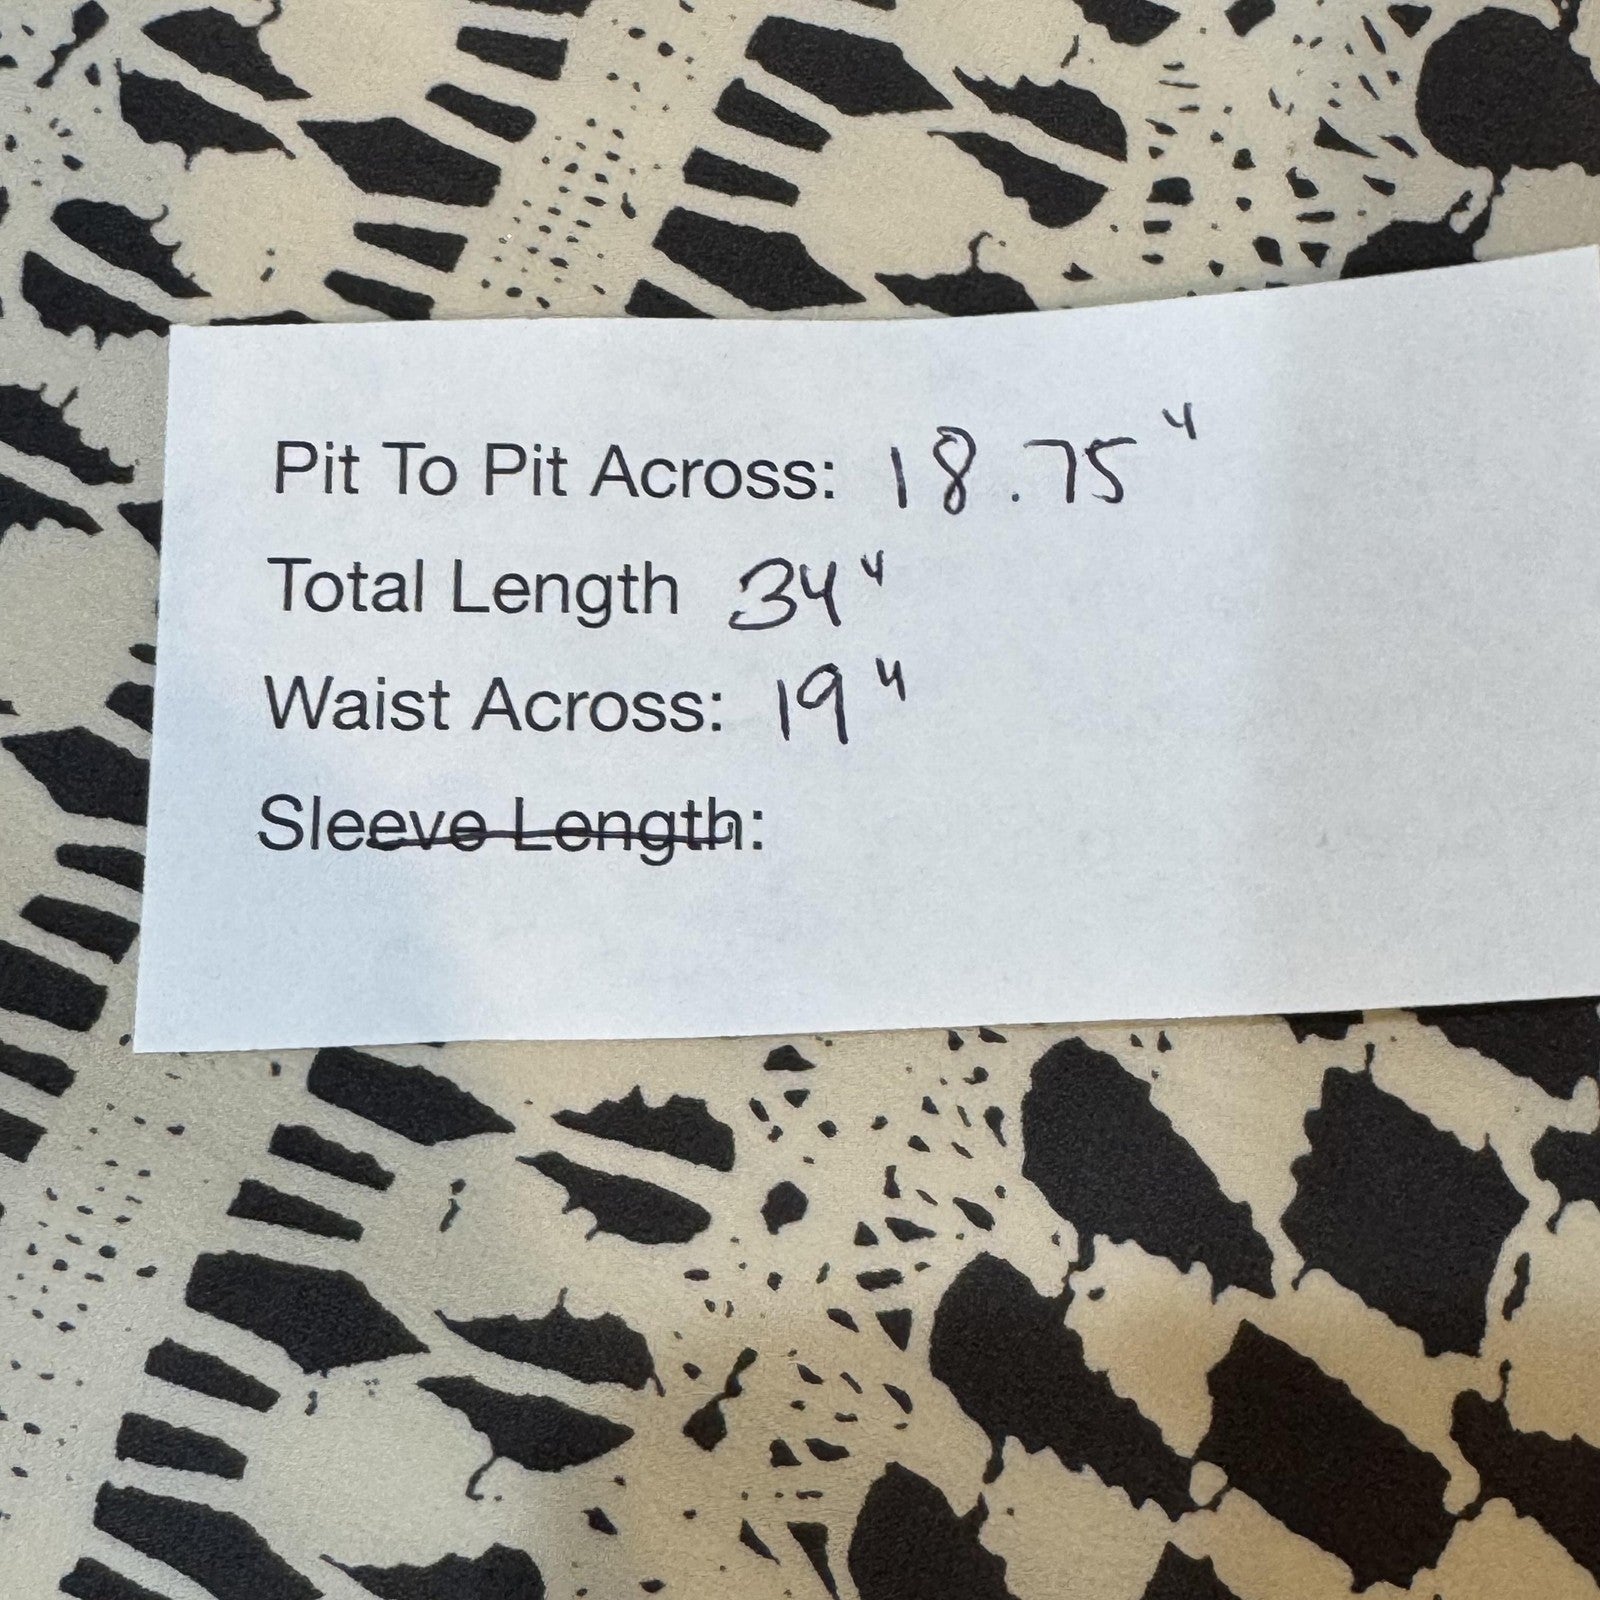 Pit To Pit Across: 18.75"
Total Length 34"
Waist Across: 19"
Sleeve Length: